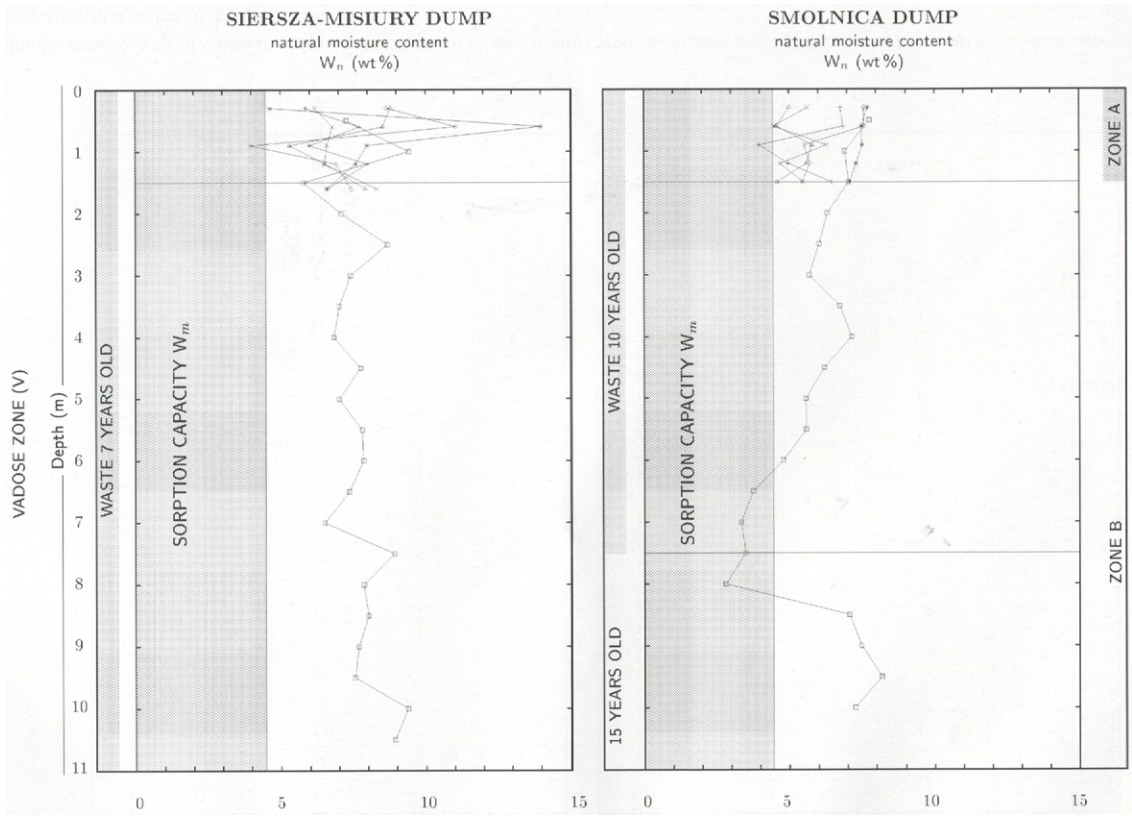 SIERSZA-MISIURY DUMP
natural moisture content
Wₙ (wt %)
SMOLNICA DUMP
natural moisture content
Wₙ (wt %)
VADOSE ZONE (V)
Depth (m)
0
1
2
3
4
5
6
7
8
9
10
11
WASTE 7 YEARS OLD
SORPTION CAPACITY Wₘ
0
5
10
15
WASTE 10 YEARS OLD
15 YEARS OLD
SORPTION CAPACITY Wₘ
0
5
10
15
ZONE A
ZONE B